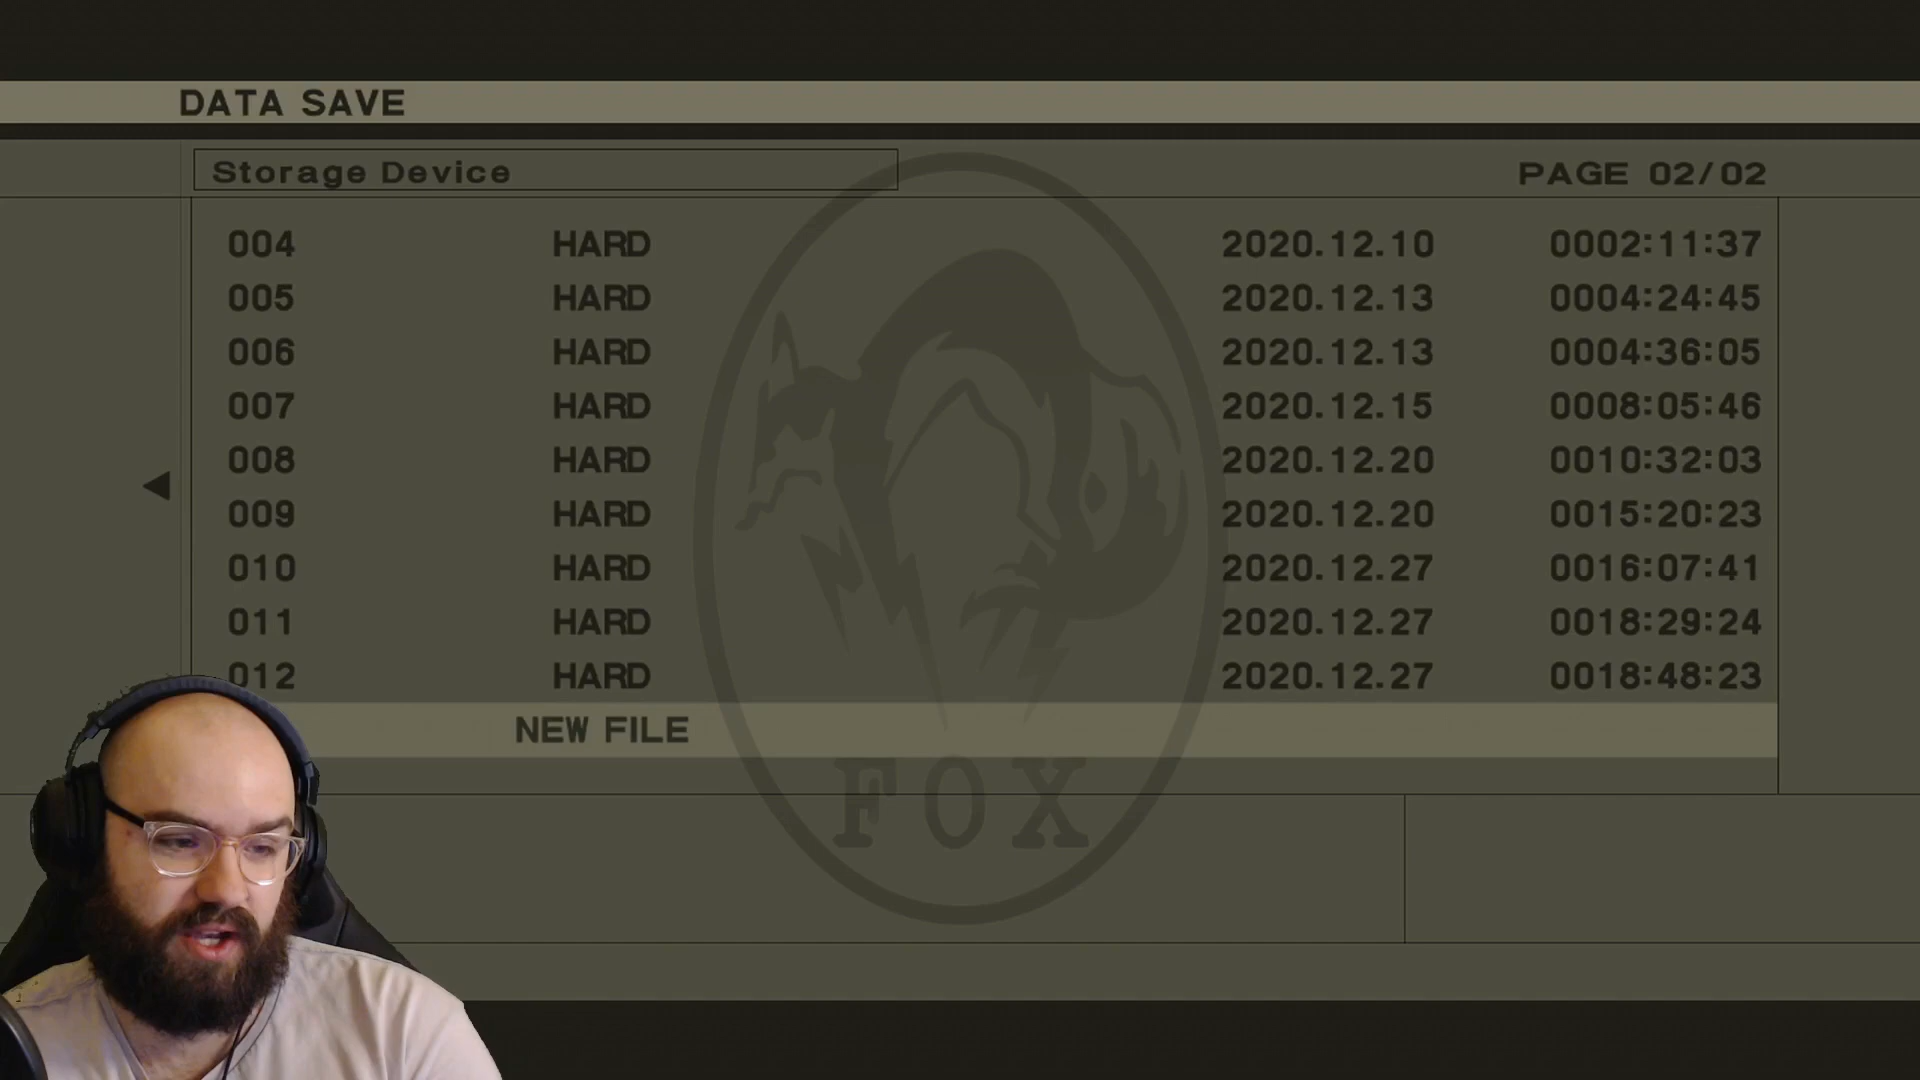 DATA SAVE
Storage Device PAGE 02/02
004 HARD 2020.12.10 0002:11:37
005 HARD 2020.12.13 0004:24:45
006 HARD 2020.12.13 0004:36:05
007 HARD 2020.12.15 0008:05:46
008 HARD 2020.12.20 0010:32:03
009 HARD 2020.12.20 0015:20:23
010 HARD 2020.12.27 0016:07:41
011 HARD 2020.12.27 0018:29:24
012 HARD 2020.12.27 0018:48:23
NEW FILE
FOX